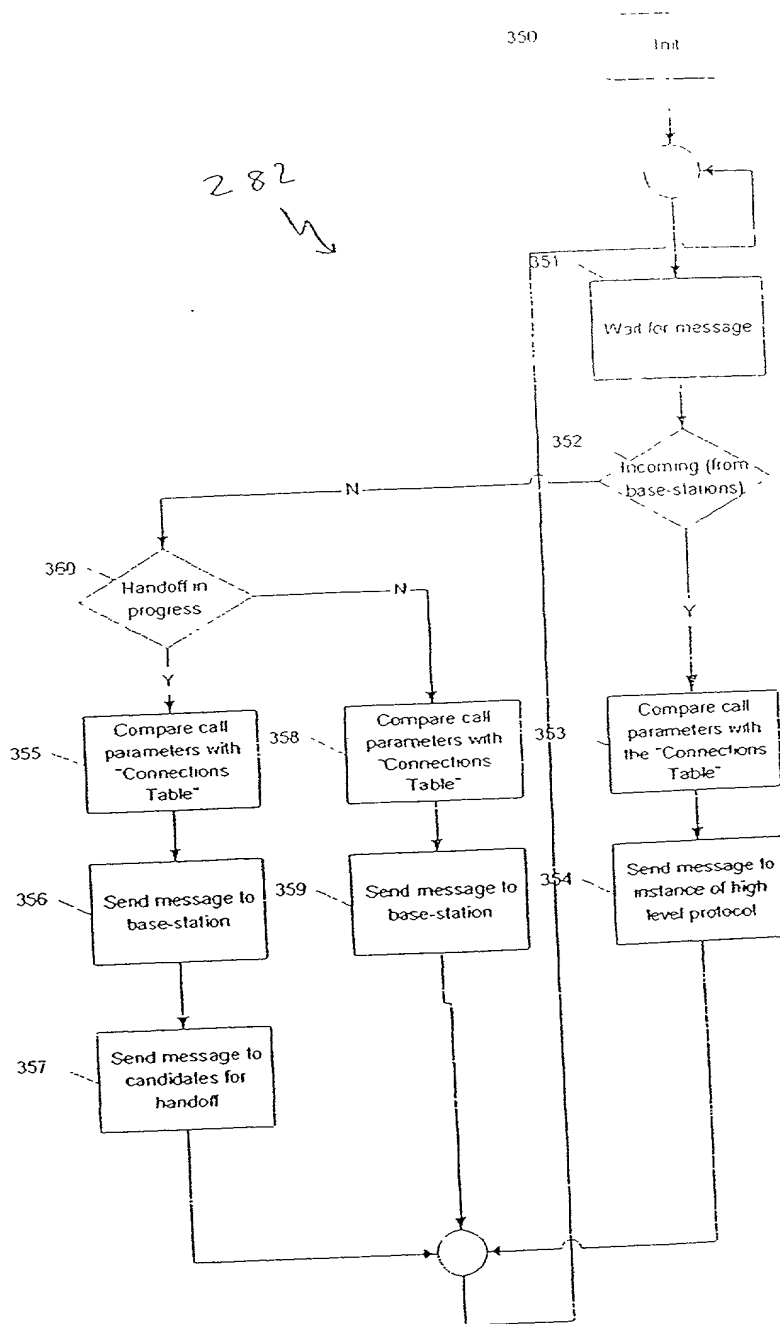 350
Init
282
351
Wait for message
352
Incoming (from
base-stations)
N
360
Handoff in
progress
N
Y
Y
355
Compare call
parameters with
"Connections
Table"
358
Compare call
parameters with
"Connections
Table"
353
Compare call
parameters with
the "Connections
Table"
356
Send message to
base-station
359
Send message to
base-station
354
Send message to
instance of high
level protocol
357
Send message to
candidates for
handoff